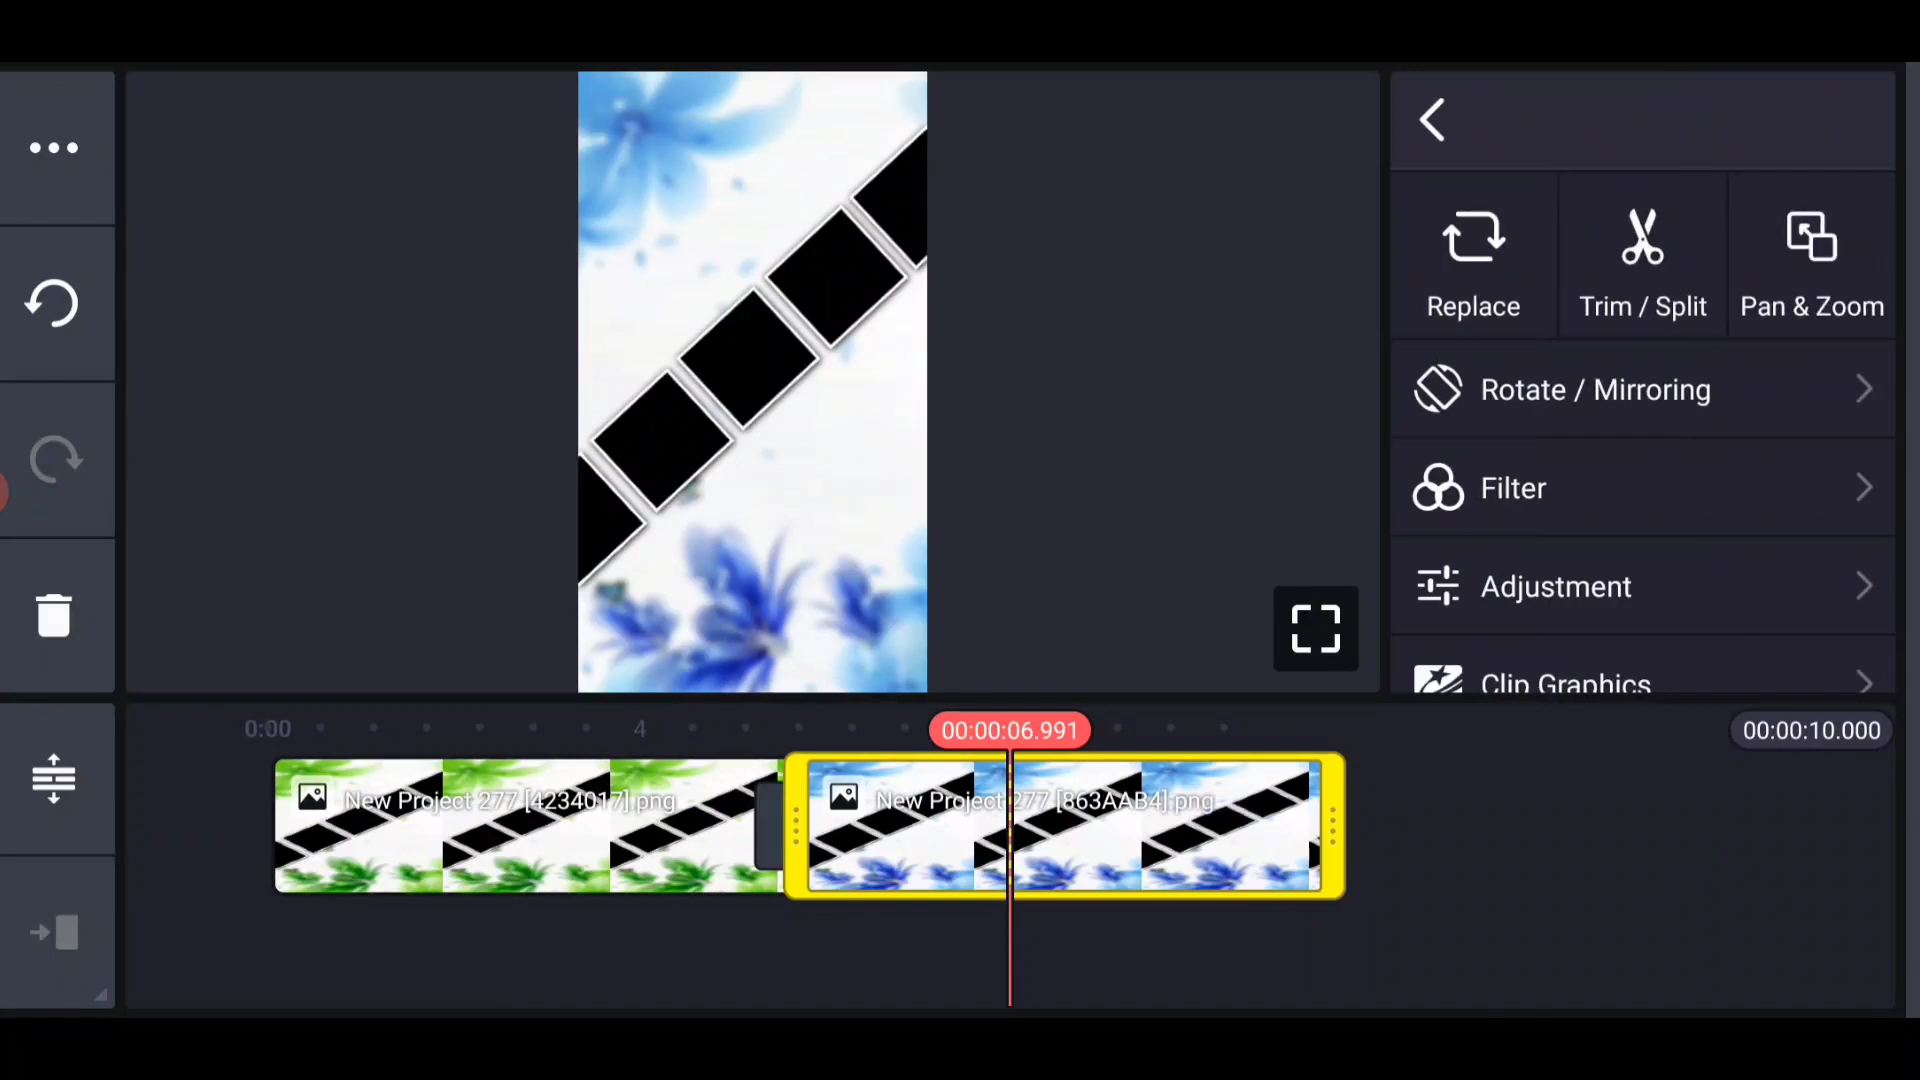 Replace
Trim / Split
Pan & Zoom
Rotate / Mirroring
Filter
Adjustment
Clip Graphics
0:00
4
00:00:06.991
00:00:10.000
New Project 277 [4234017].png
New Project 277 [863AAB4].png